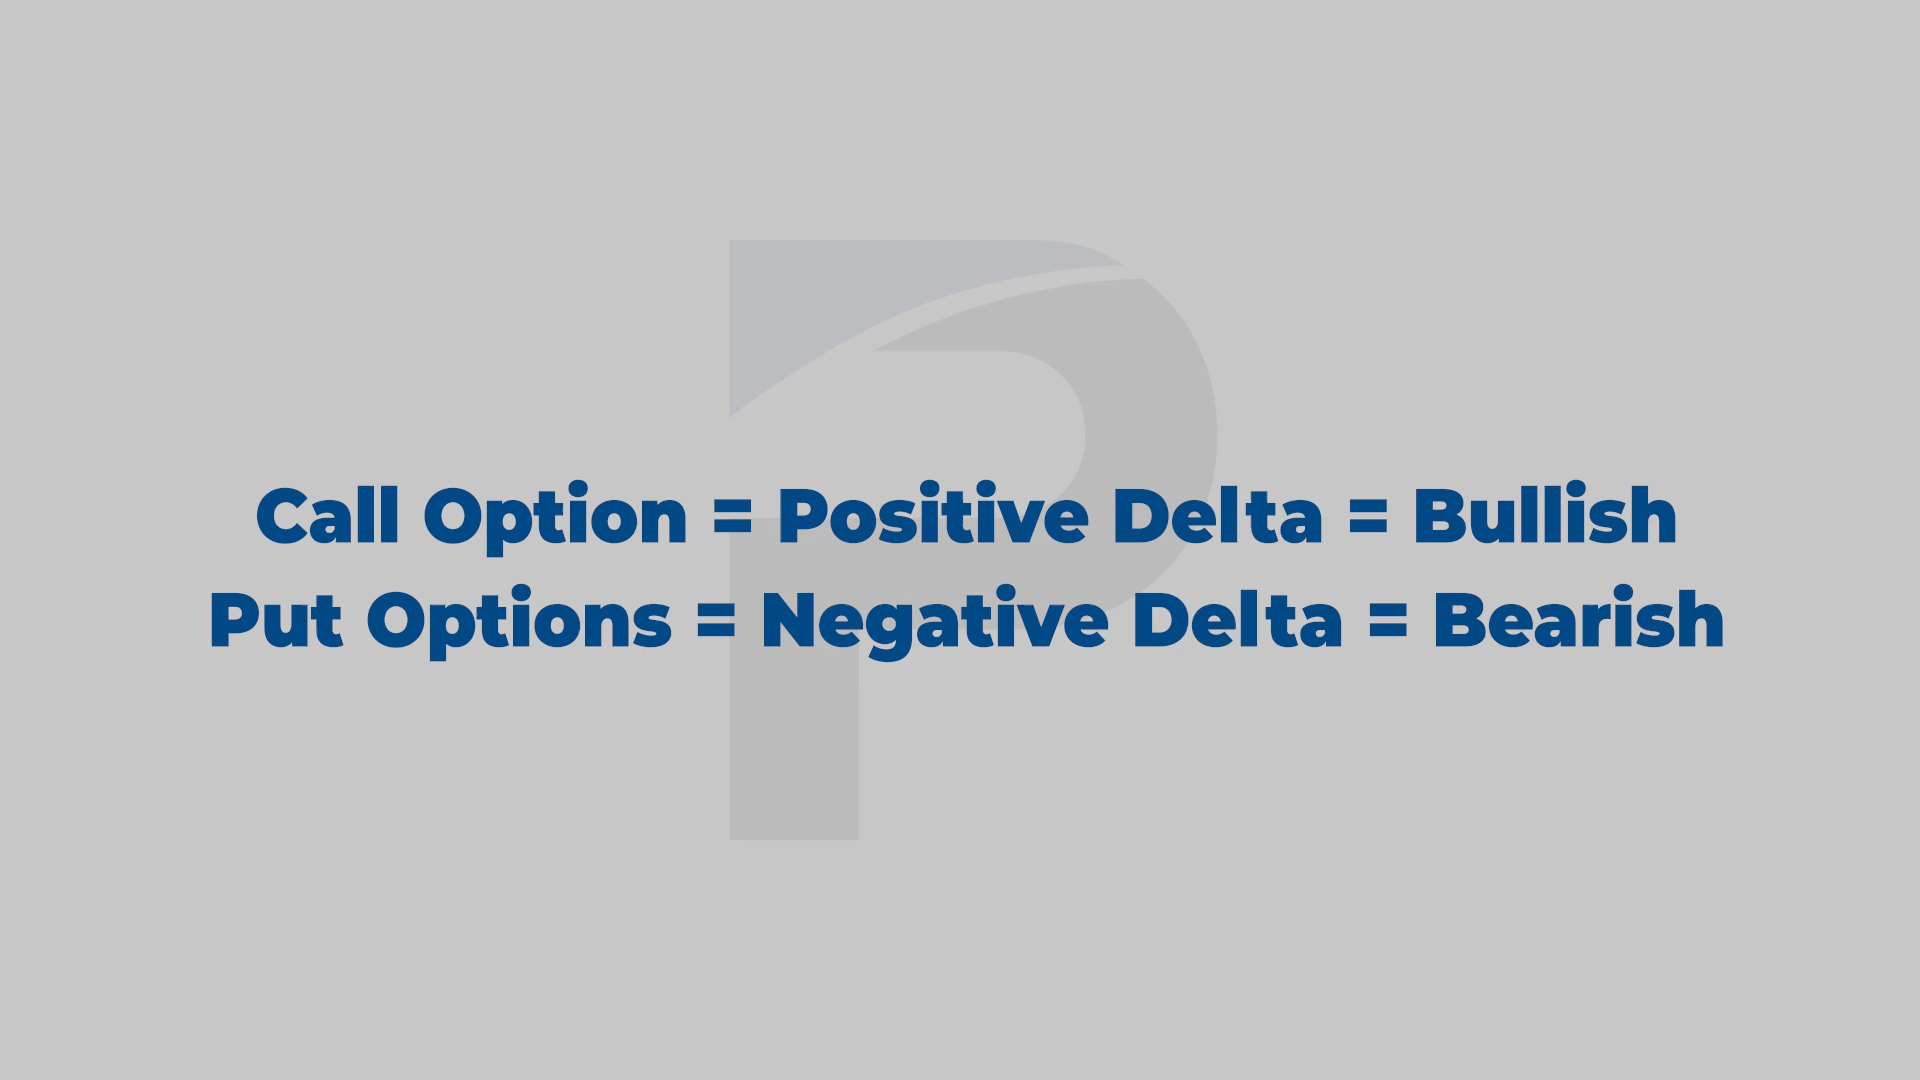 Call Option = Positive Delta = Bullish
Put Options = Negative Delta = Bearish